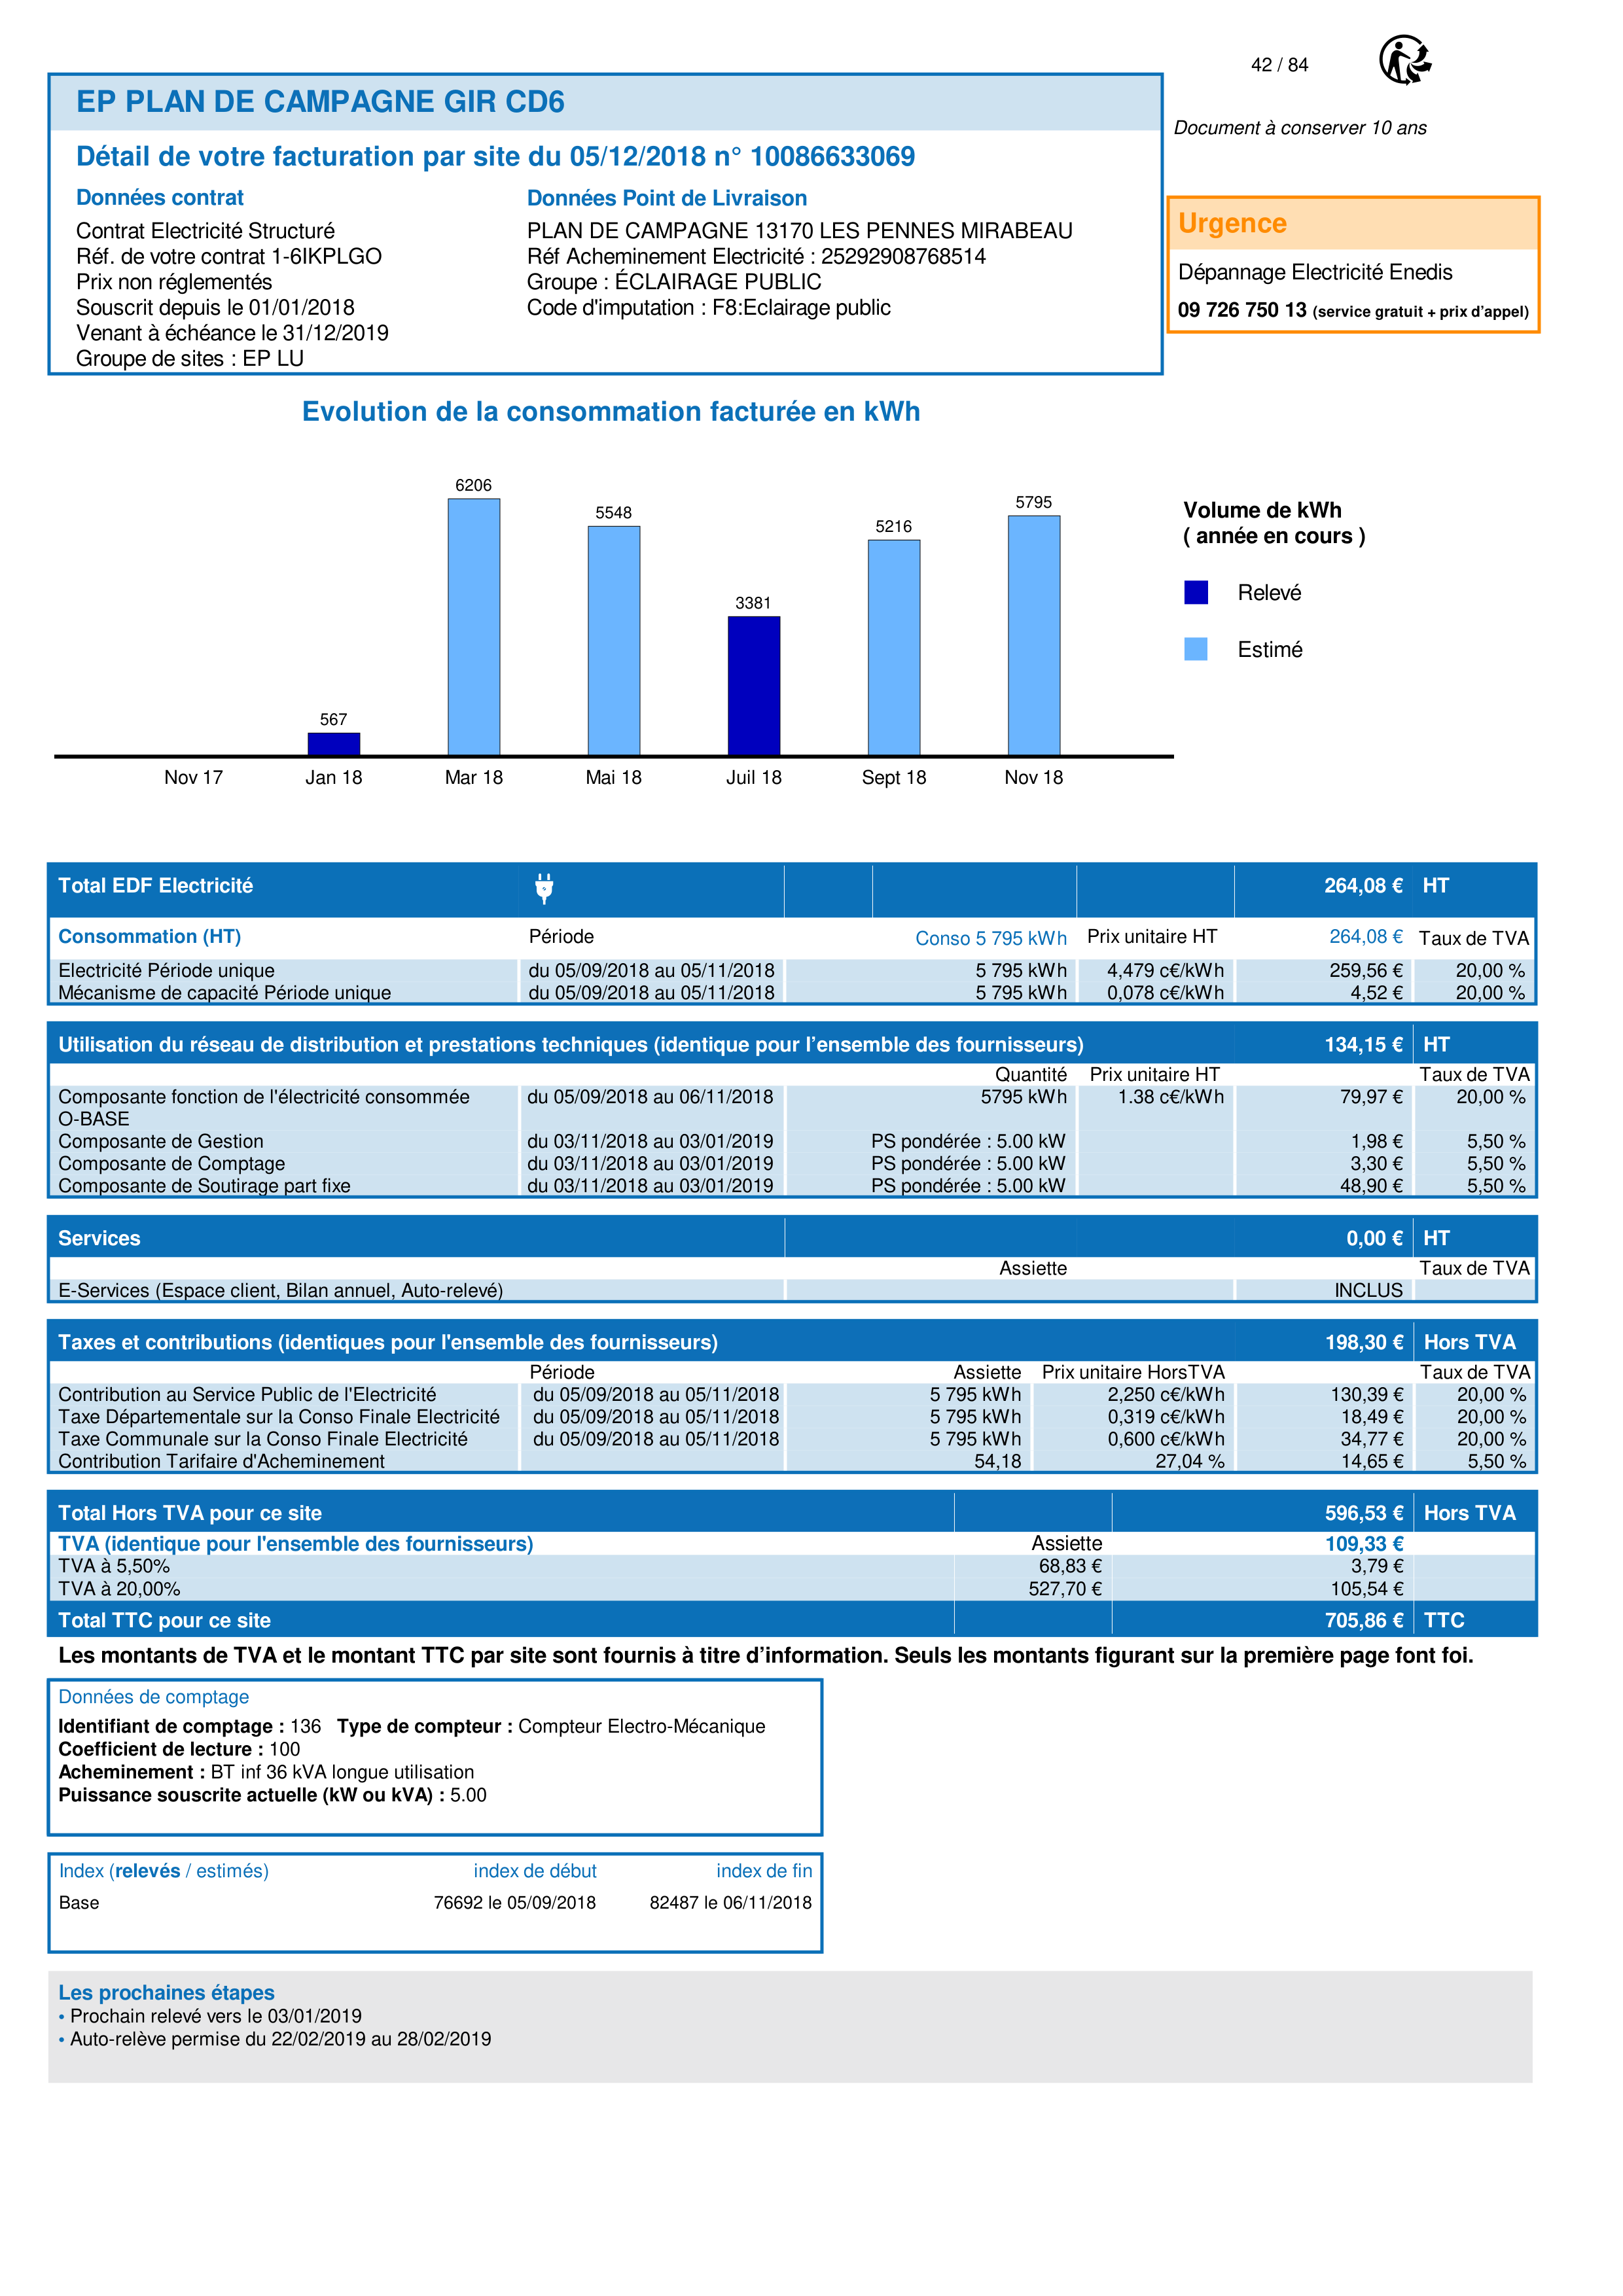 42 / 84
EP PLAN DE CAMPAGNE GIR CD6
Document à conserver 10 ans
Détail de votre facturation par site du 05/12/2018 n° 10086633069
Données contrat
Contrat Electricité Structuré
Réf. de votre contrat 1-6IKPLGO
Prix non réglementés
Souscrit depuis le 01/01/2018
Venant à échéance le 31/12/2019
Groupe de sites : EP LU
Données Point de Livraison
PLAN DE CAMPAGNE 13170 LES PENNES MIRABEAU
Réf Acheminement Electricité : 25292908768514
Groupe : ÉCLAIRAGE PUBLIC
Code d'imputation : F8:Eclairage public
Urgence
Dépannage Electricité Enedis
09 726 750 13 (service gratuit + prix d’appel)
Evolution de la consommation facturée en kWh
567 6206 5548 3381 5216 5795
Nov 17 Jan 18 Mar 18 Mai 18 Juil 18 Sept 18 Nov 18
Volume de kWh
( année en cours )
Relevé
Estimé
Total EDF Electricité 264,08 € HT
Consommation (HT) Période Conso 5 795 kWh Prix unitaire HT 264,08 € Taux de TVA
Electricité Période unique du 05/09/2018 au 05/11/2018 5 795 kWh 4,479 c€/kWh 259,56 € 20,00 %
Mécanisme de capacité Période unique du 05/09/2018 au 05/11/2018 5 795 kWh 0,078 c€/kWh 4,52 € 20,00 %
Utilisation du réseau de distribution et prestations techniques (identique pour l’ensemble des fournisseurs) 134,15 € HT
Quantité Prix unitaire HT Taux de TVA
Composante fonction de l'électricité consommée du 05/09/2018 au 06/11/2018 5795 kWh 1.38 c€/kWh 79,97 € 20,00 %
O-BASE
Composante de Gestion du 03/11/2018 au 03/01/2019 PS pondérée : 5.00 kW 1,98 € 5,50 %
Composante de Comptage du 03/11/2018 au 03/01/2019 PS pondérée : 5.00 kW 3,30 € 5,50 %
Composante de Soutirage part fixe du 03/11/2018 au 03/01/2019 PS pondérée : 5.00 kW 48,90 € 5,50 %
Services 0,00 € HT
Assiette Taux de TVA
E-Services (Espace client, Bilan annuel, Auto-relevé) INCLUS
Taxes et contributions (identiques pour l'ensemble des fournisseurs) 198,30 € Hors TVA
Période Assiette Prix unitaire HorsTVA Taux de TVA
Contribution au Service Public de l'Electricité du 05/09/2018 au 05/11/2018 5 795 kWh 2,250 c€/kWh 130,39 € 20,00 %
Taxe Départementale sur la Conso Finale Electricité du 05/09/2018 au 05/11/2018 5 795 kWh 0,319 c€/kWh 18,49 € 20,00 %
Taxe Communale sur la Conso Finale Electricité du 05/09/2018 au 05/11/2018 5 795 kWh 0,600 c€/kWh 34,77 € 20,00 %
Contribution Tarifaire d'Acheminement 54,18 27,04 % 14,65 € 5,50 %
Total Hors TVA pour ce site 596,53 € Hors TVA
TVA (identique pour l'ensemble des fournisseurs) Assiette 109,33 €
TVA à 5,50% 68,83 € 3,79 €
TVA à 20,00% 527,70 € 105,54 €
Total TTC pour ce site 705,86 € TTC
Les montants de TVA et le montant TTC par site sont fournis à titre d’information. Seuls les montants figurant sur la première page font foi.
Données de comptage
Identifiant de comptage : 136 Type de compteur : Compteur Electro-Mécanique
Coefficient de lecture : 100
Acheminement : BT inf 36 kVA longue utilisation
Puissance souscrite actuelle (kW ou kVA) : 5.00
Index (relevés / estimés) index de début index de fin
Base 76692 le 05/09/2018 82487 le 06/11/2018
Les prochaines étapes
• Prochain relevé vers le 03/01/2019
• Auto-relève permise du 22/02/2019 au 28/02/2019